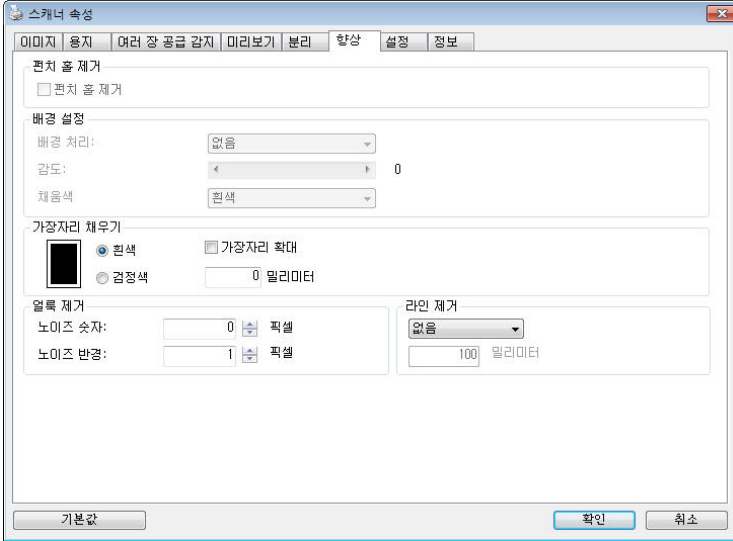 스캐너 속성
이미지 용지 여러 장 공급 감지 미리보기 분리 향상 설정 정보
펀치 홀 제거
펀치 홀 제거
배경 설정
배경 처리: 없음
감도: 0
채움색 흰색
가장자리 채우기
흰색 가장자리 확대
검정색 0 밀리미터
얼룩 제거 라인 제거
노이즈 숫자: 0 픽셀 없음
노이즈 반경: 1 픽셀 100 밀리미터
기본값 확인 취소